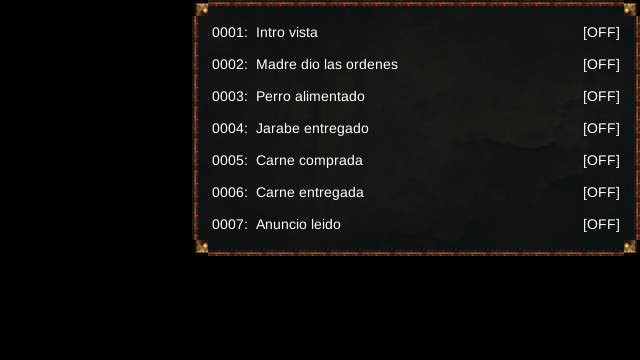 0001: Intro vista [OFF]
0002: Madre dio las ordenes [OFF]
0003: Perro alimentado [OFF]
0004: Jarabe entregado [OFF]
0005: Carne comprada [OFF]
0006: Carne entregada [OFF]
0007: Anuncio leido [OFF]